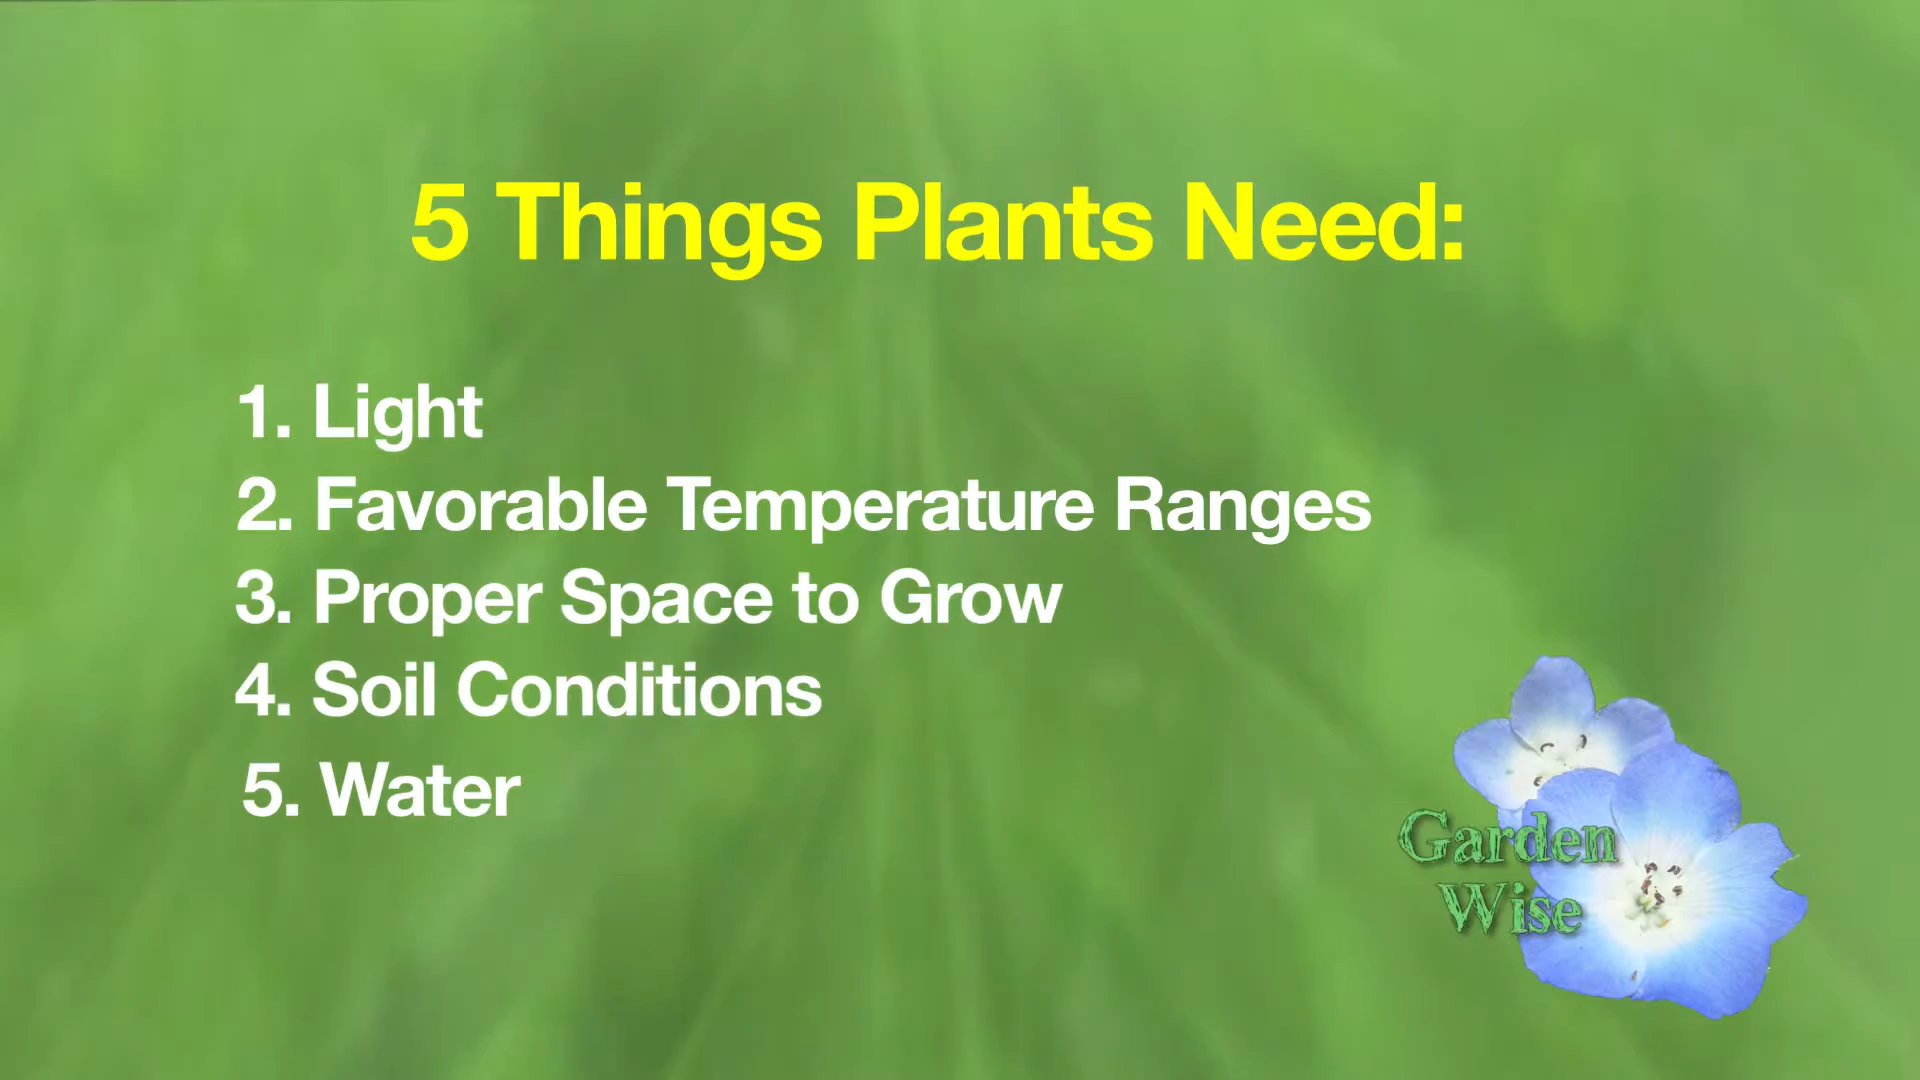 5 Things Plants Need:
1. Light
2. Favorable Temperature Ranges
3. Proper Space to Grow
4. Soil Conditions
5. Water
Garden
Wise